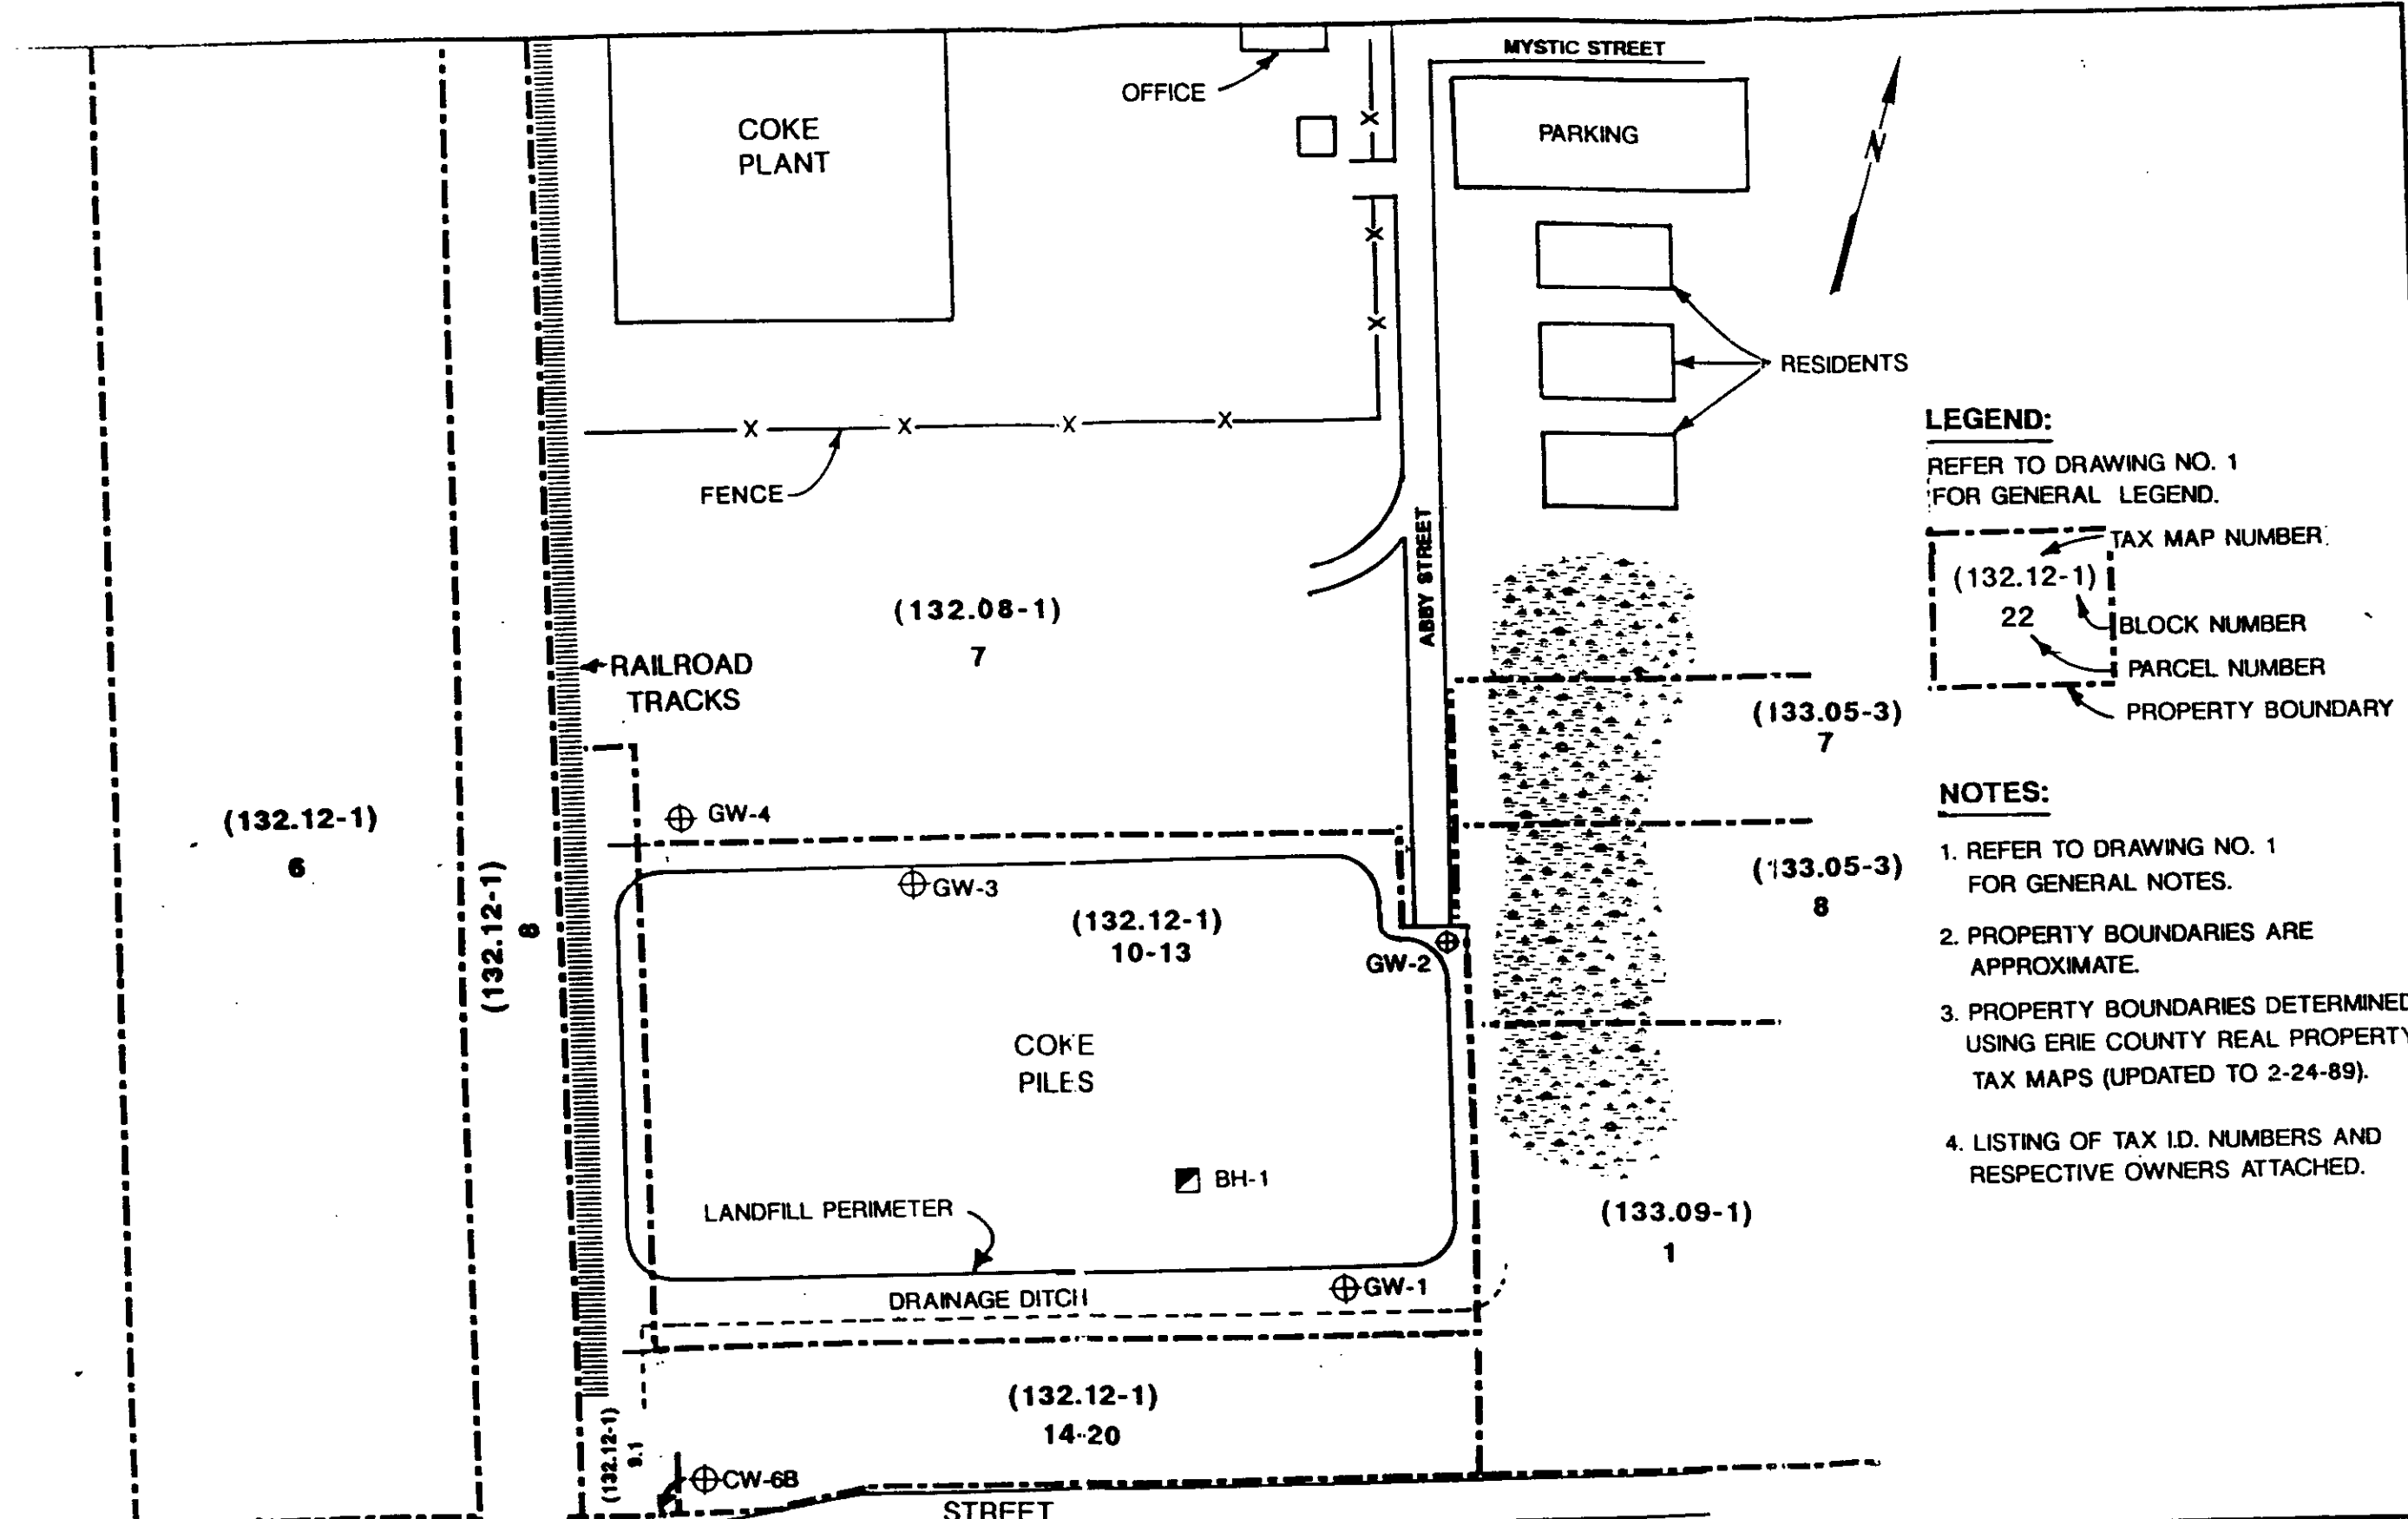 MYSTIC STREET
OFFICE
COKE
PLANT
PARKING
N
RESIDENTS
FENCE
ABBY STREET
(132.08-1)
7
RAILROAD
TRACKS
(133.05-3)
7
(132.12-1)
6
(132.12-1)
8
GW-4
GW-3
(132.12-1)
10-13
GW-2
(133.05-3)
8
COKE
PILES
BH-1
LANDFILL PERIMETER
(133.09-1)
1
DRAINAGE DITCH
GW-1
(132.12-1)
14-20
(132.12-1)
9.1
CW-6B
STREET
LEGEND:
REFER TO DRAWING NO. 1
FOR GENERAL LEGEND.
TAX MAP NUMBER
(132.12-1)
22
BLOCK NUMBER
PARCEL NUMBER
PROPERTY BOUNDARY
NOTES:
1. REFER TO DRAWING NO. 1
FOR GENERAL NOTES.
2. PROPERTY BOUNDARIES ARE
APPROXIMATE.
3. PROPERTY BOUNDARIES DETERMINED
USING ERIE COUNTY REAL PROPERTY
TAX MAPS (UPDATED TO 2-24-89).
4. LISTING OF TAX I.D. NUMBERS AND
RESPECTIVE OWNERS ATTACHED.